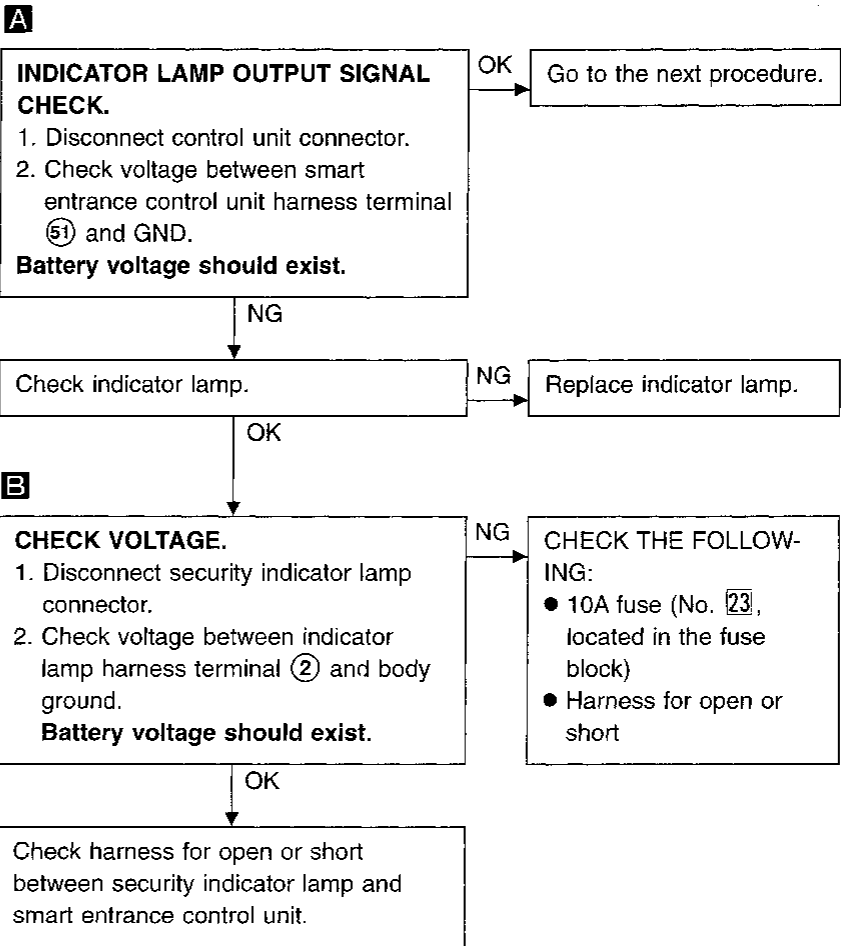 A
INDICATOR LAMP OUTPUT SIGNAL
CHECK.
1. Disconnect control unit connector.
2. Check voltage between smart
entrance control unit harness terminal
51 and GND.
Battery voltage should exist.
OK
Go to the next procedure.
NG
Check indicator lamp.
NG
Replace indicator lamp.
OK
B
CHECK VOLTAGE.
1. Disconnect security indicator lamp
connector.
2. Check voltage between indicator
lamp harness terminal 2 and body
ground.
Battery voltage should exist.
NG
CHECK THE FOLLOW-
ING:
● 10A fuse (No. 23,
located in the fuse
block)
● Harness for open or
short
OK
Check harness for open or short
between security indicator lamp and
smart entrance control unit.